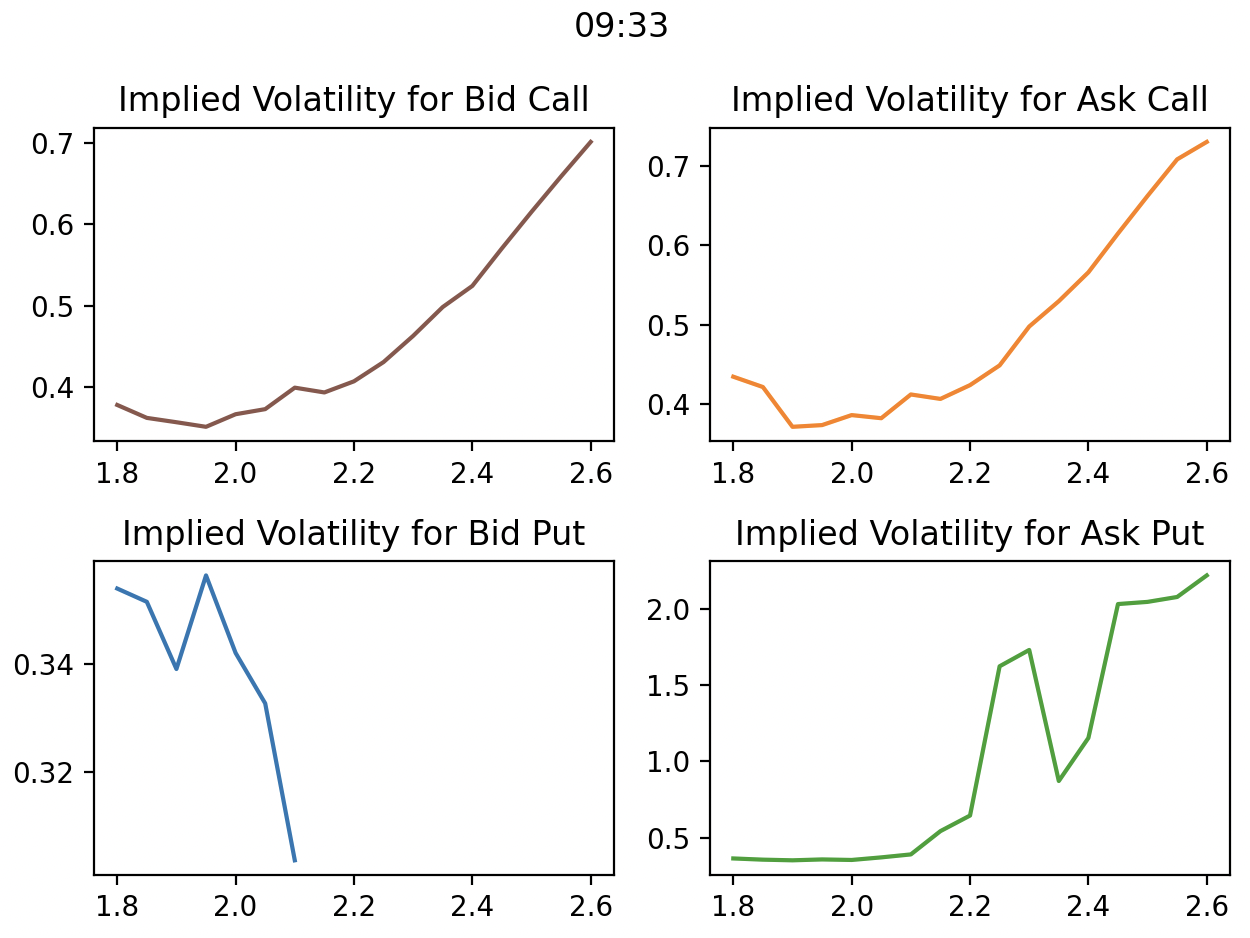 09:33
Implied Volatility for Bid Call
0.7
0.6
0.5
0.4
1.8 2.0 2.2 2.4 2.6
Implied Volatility for Ask Call
0.7
0.6
0.5
0.4
1.8 2.0 2.2 2.4 2.6
Implied Volatility for Bid Put
0.34
0.32
1.8 2.0 2.2 2.4 2.6
Implied Volatility for Ask Put
2.0
1.5
1.0
0.5
1.8 2.0 2.2 2.4 2.6